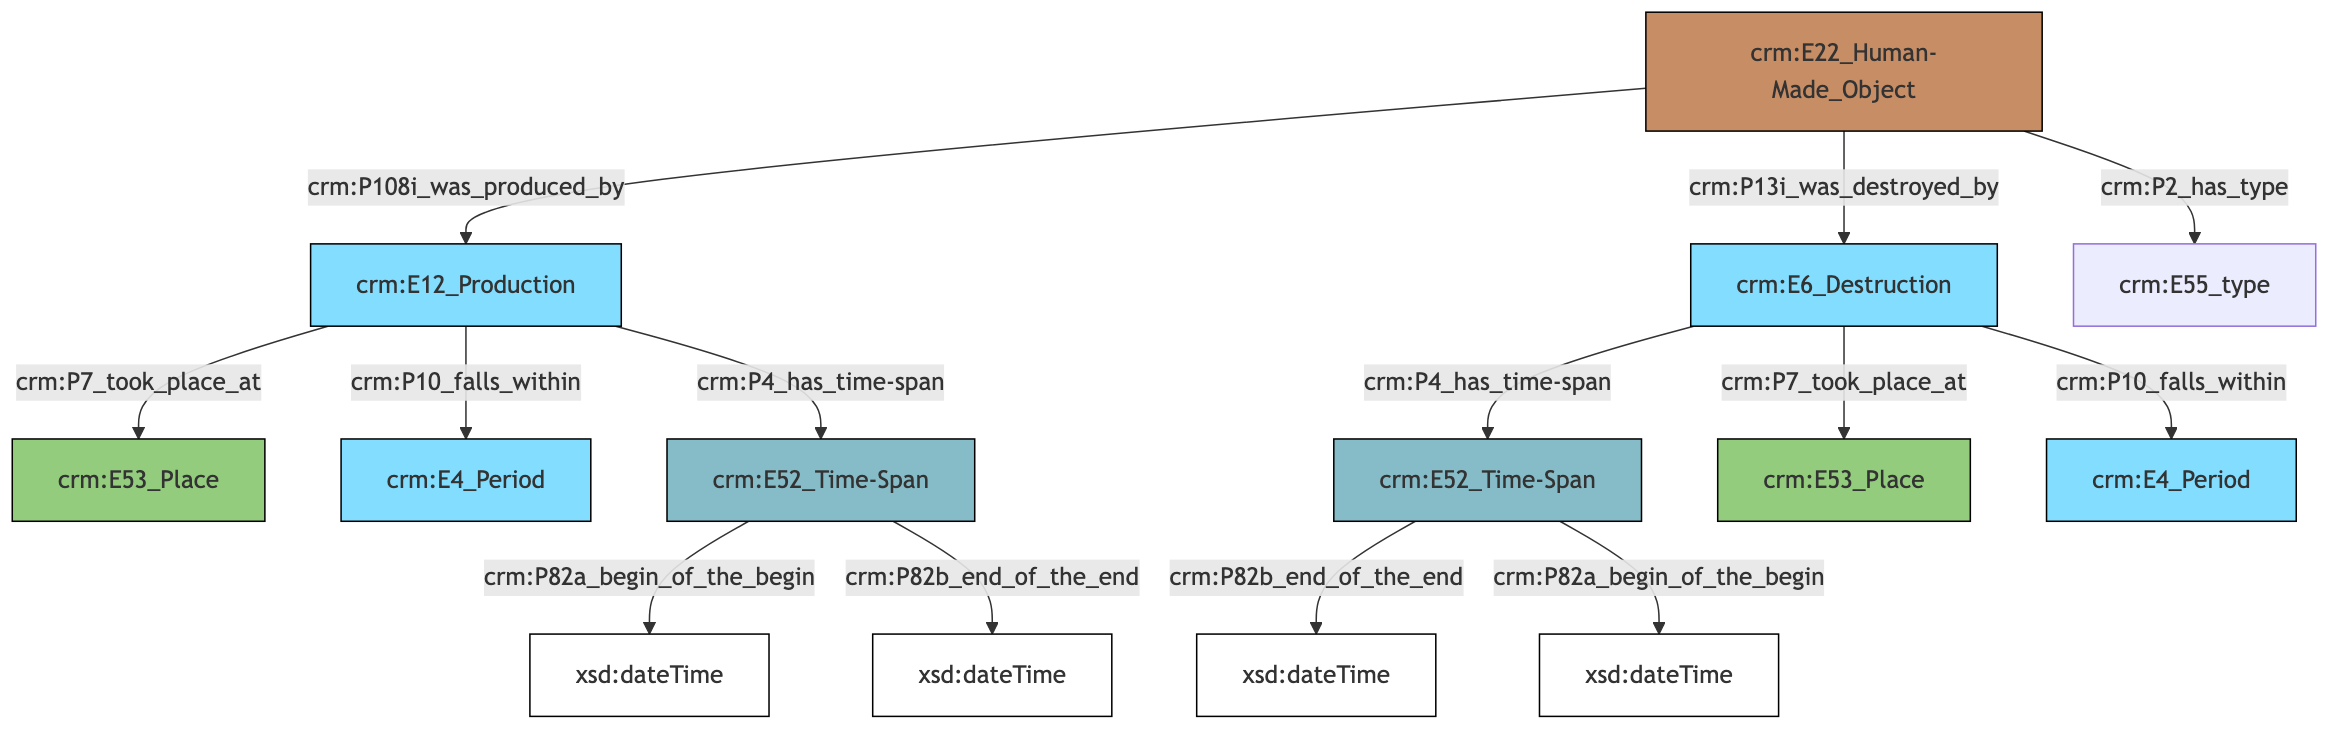 crm:E22_Human-
Made_Object
crm:P108i_was_produced_by
crm:P13i_was_destroyed_by
crm:P2_has_type
crm:E12_Production
crm:E6_Destruction
crm:E55_type
crm:P7_took_place_at
crm:P10_falls_within
crm:P4_has_time-span
crm:P4_has_time-span
crm:P7_took_place_at
crm:P10_falls_within
crm:E53_Place
crm:E4_Period
crm:E52_Time-Span
crm:E52_Time-Span
crm:E53_Place
crm:E4_Period
crm:P82a_begin_of_the_begin
crm:P82b_end_of_the_end
crm:P82b_end_of_the_end
crm:P82a_begin_of_the_begin
xsd:dateTime
xsd:dateTime
xsd:dateTime
xsd:dateTime